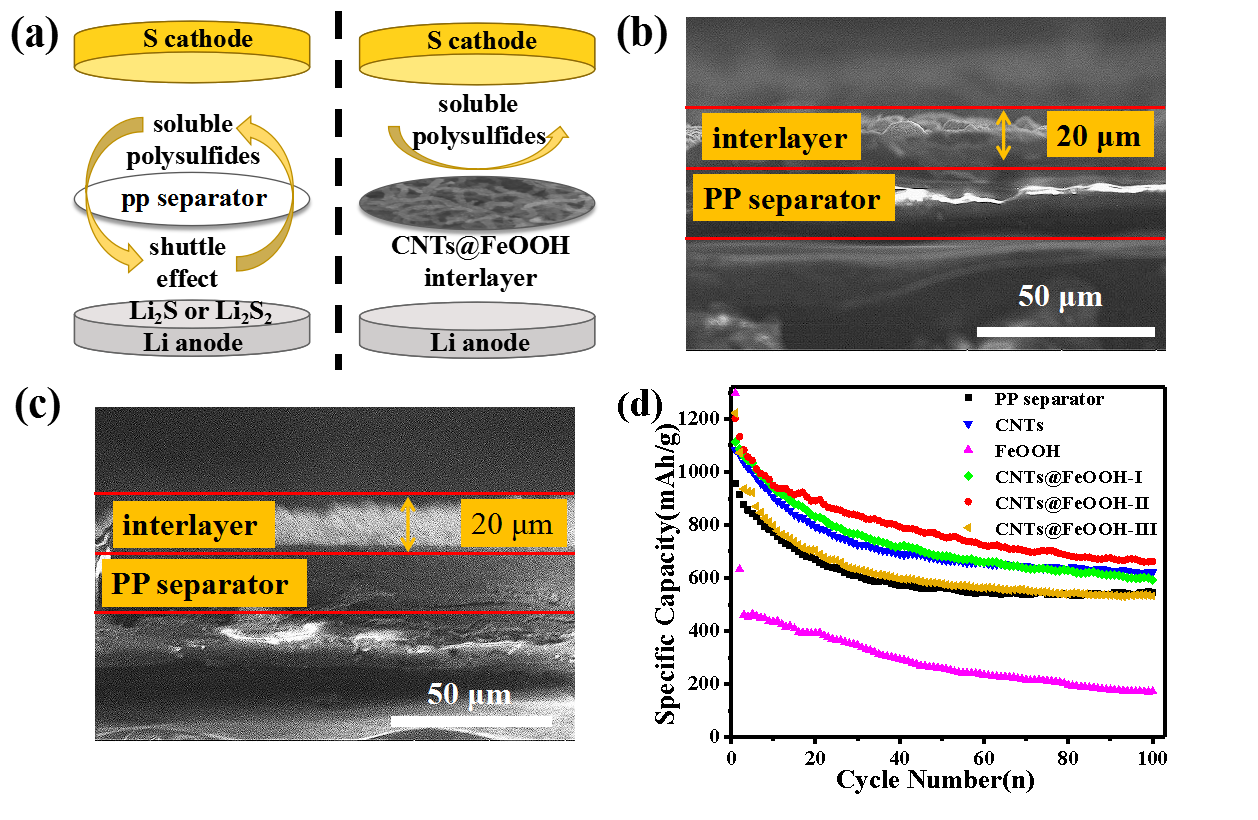 (a)
S cathode
soluble
polysulfides
pp separator
shuttle
effect
Li₂S or Li₂S₂
Li anode
S cathode
soluble
polysulfides
CNTs@FeOOH
interlayer
Li anode
(b)
interlayer
20 μm
PP separator
50 μm
(c)
interlayer
20 μm
PP separator
50 μm
(d)
PP separator
CNTs
FeOOH
CNTs@FeOOH-I
CNTs@FeOOH-II
CNTs@FeOOH-III
Specific Capacity(mAh/g)
1200
1000
800
600
400
200
0
0 20 40 60 80 100
Cycle Number(n)